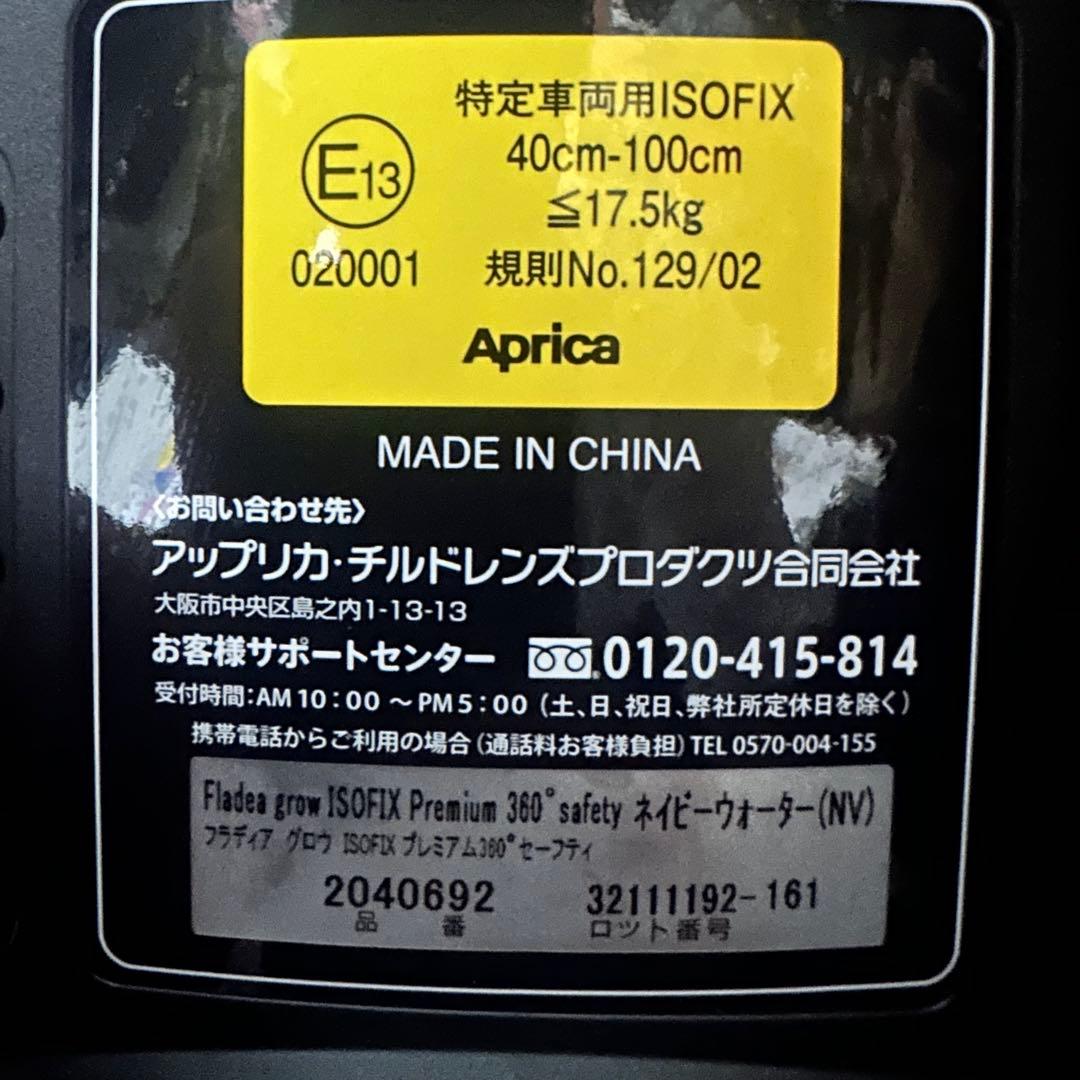 E13
020001
特定車両用ISOFIX
40cm-100cm
≦17.5kg
規則No.129/02
Aprica
MADE IN CHINA
〈お問い合わせ先〉
アップリカ・チルドレンズプロダクツ合同会社
大阪市中央区島之内1-13-13
お客様サポートセンター 0120-415-814
受付時間:AM10:00～PM5:00(土、日、祝日、弊社所定休日を除く)
携帯電話からご利用の場合(通話料お客様負担)TEL 0570-004-155
Fladea grow ISOFIX Premium 360°safety ネイビーウォーター(NV)
フラディア グロウ ISOFIX プレミアム360°セーフティ
2040692 32111192-161
品番 ロット番号